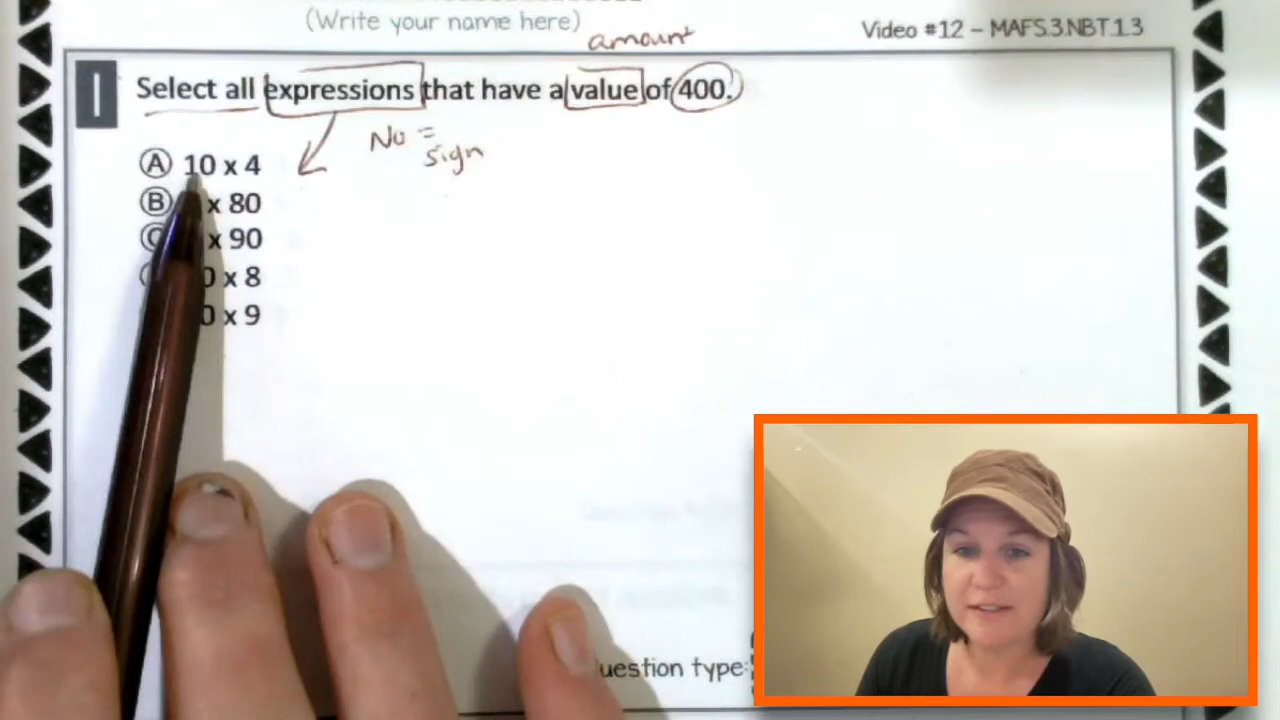 (Write your name here)
Video #12 – MAFS.3.NBT.1.3
amount
1 Select all expressions that have a value of 400.
No = sign
Ⓐ 10 x 4
Ⓑ x 80
x 90
0 x 8
0 x 9
uestion type: